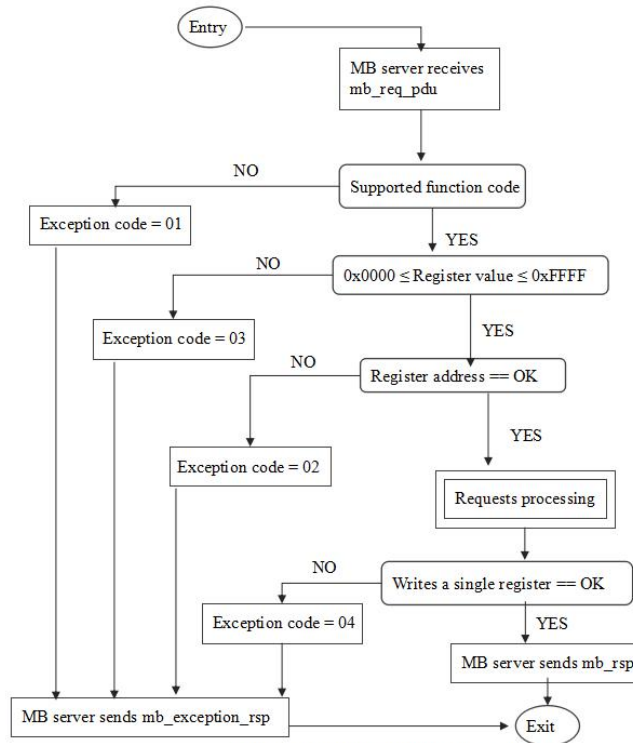 Entry
MB server receives
mb_req_pdu
NO
Supported function code
Exception code = 01
YES
NO
0x0000 ≤ Register value ≤ 0xFFFF
Exception code = 03
YES
NO
Register address == OK
YES
Exception code = 02
Requests processing
NO
Writes a single register == OK
Exception code = 04
YES
MB server sends mb_rsp
MB server sends mb_exception_rsp
Exit